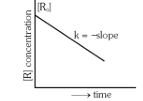 [R₀]
k = −slope
[R] concentration
⟶ time